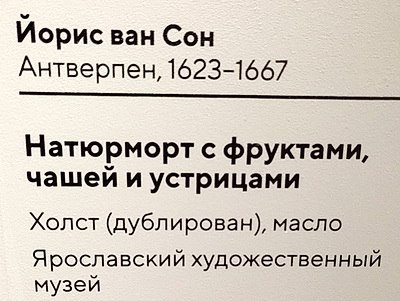 Йорис ван Сон
Антверпен, 1623–1667
Натюрморт с фруктами,
чашей и устрицами
Холст (дублирован), масло
Ярославский художественный
музей